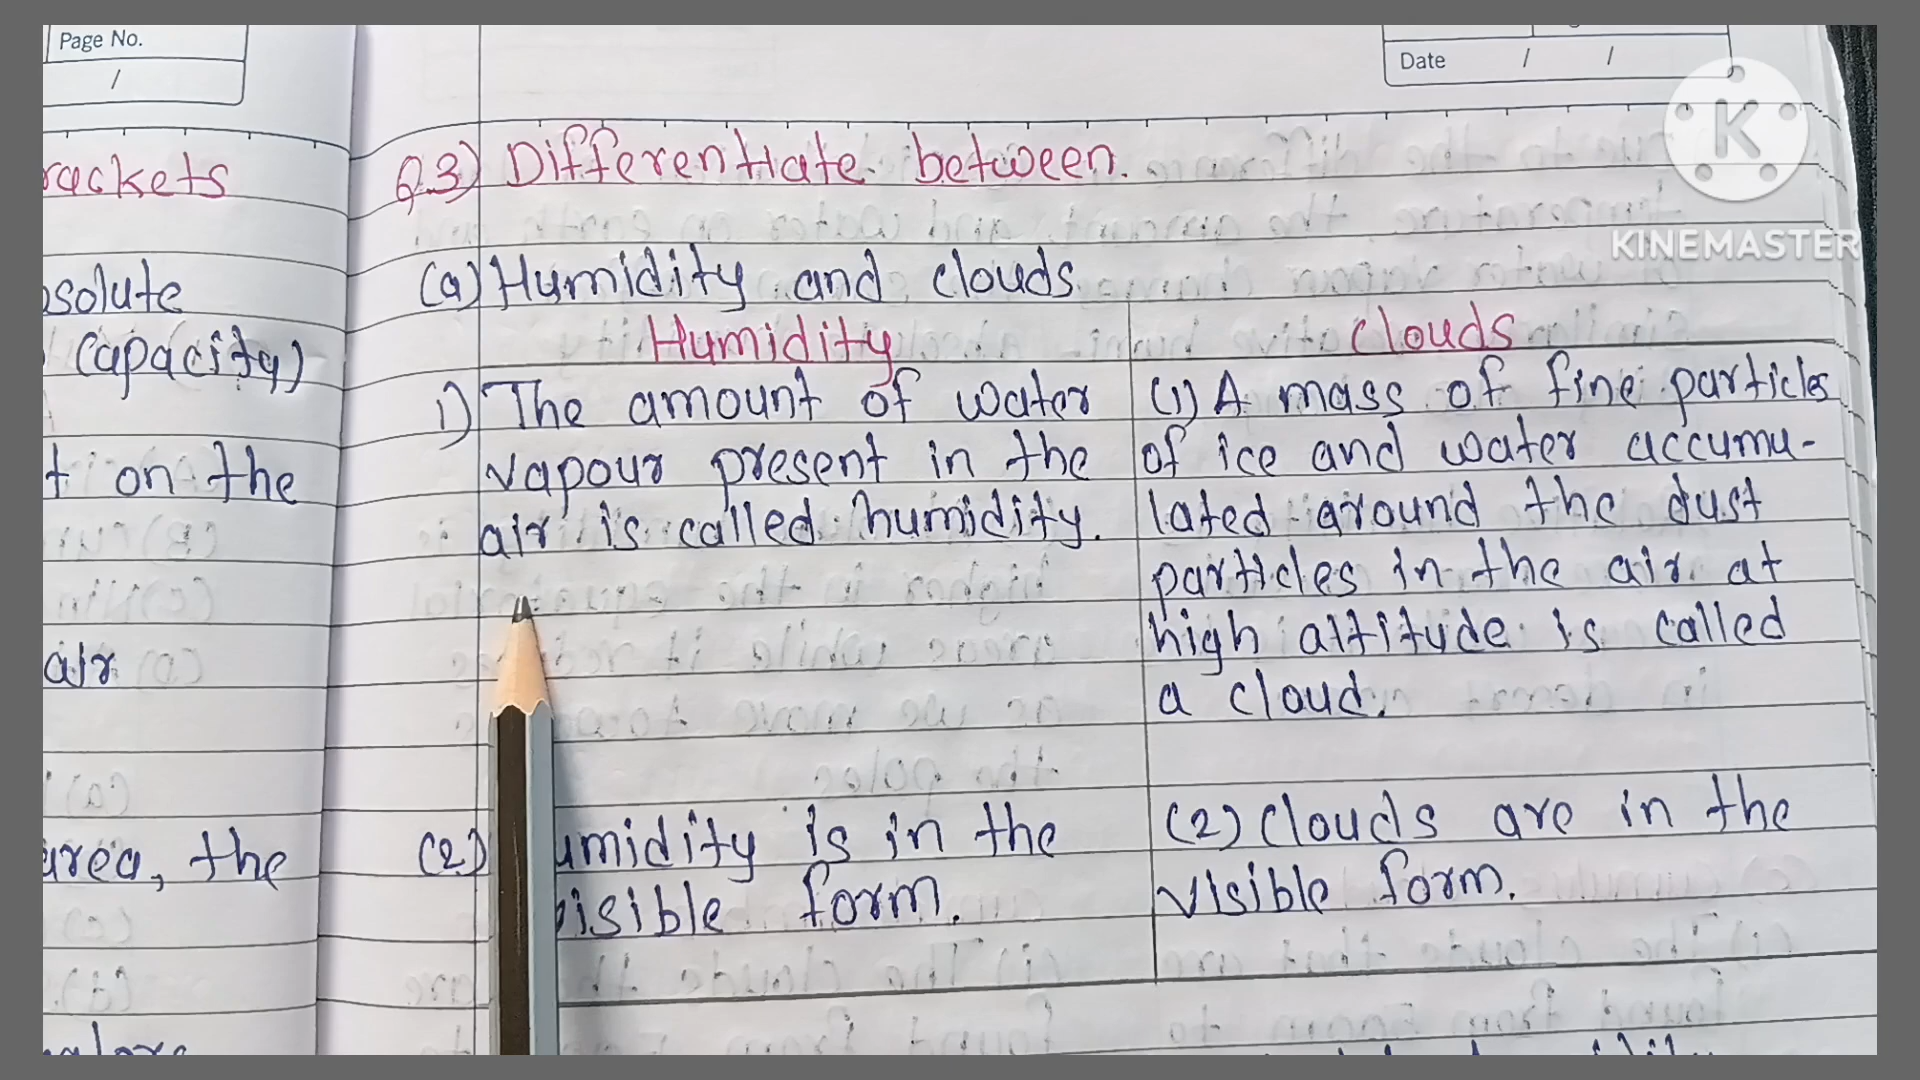 Page No.
/
Date / /
K
KINEMASTER
rackets
solute
(apacity)
t on the
air
area, the
Q.3) Differentiate between.
(a) Humidity and clouds
Humidity
i) The amount of water
vapour present in the
air is called humidity.
(2)umidity is in the
isible form.
clouds
(1) A mass of fine particles
of ice and water accumu-
lated around the dust
particles in the air at
high altitude is called
a cloud.
(2) clouds are in the
visible form.